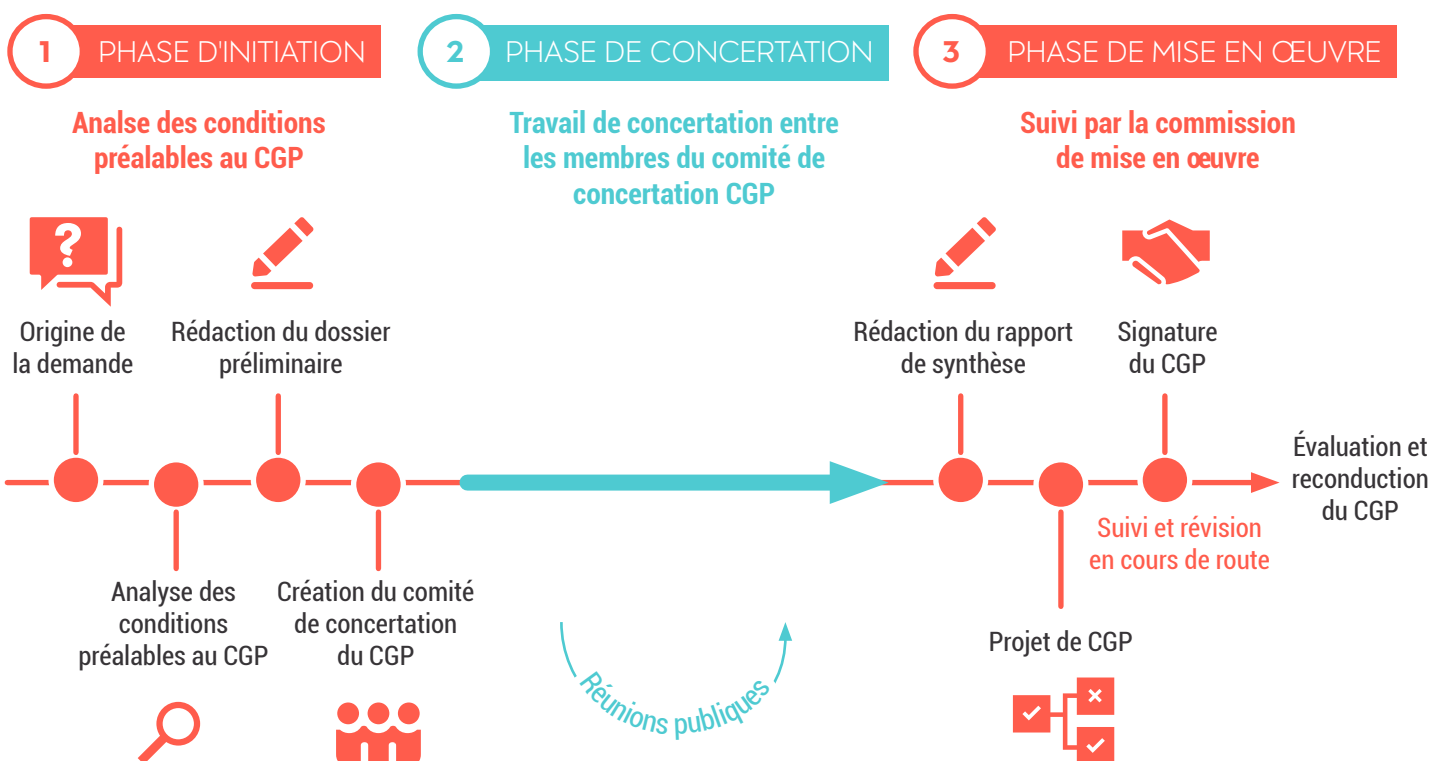 1 PHASE D'INITIATION
Analse des conditions
préalables au CGP
2 PHASE DE CONCERTATION
Travail de concertation entre
les membres du comité de
concertation CGP
3 PHASE DE MISE EN ŒUVRE
Suivi par la commission
de mise en œuvre
?
Origine de
la demande
Rédaction du dossier
préliminaire
Rédaction du rapport
de synthèse
Signature
du CGP
Évaluation et
reconduction
du CGP
Suivi et révision
en cours de route
Analyse des
conditions
préalables au CGP
Création du comité
de concertation
du CGP
Réunions publiques
Projet de CGP